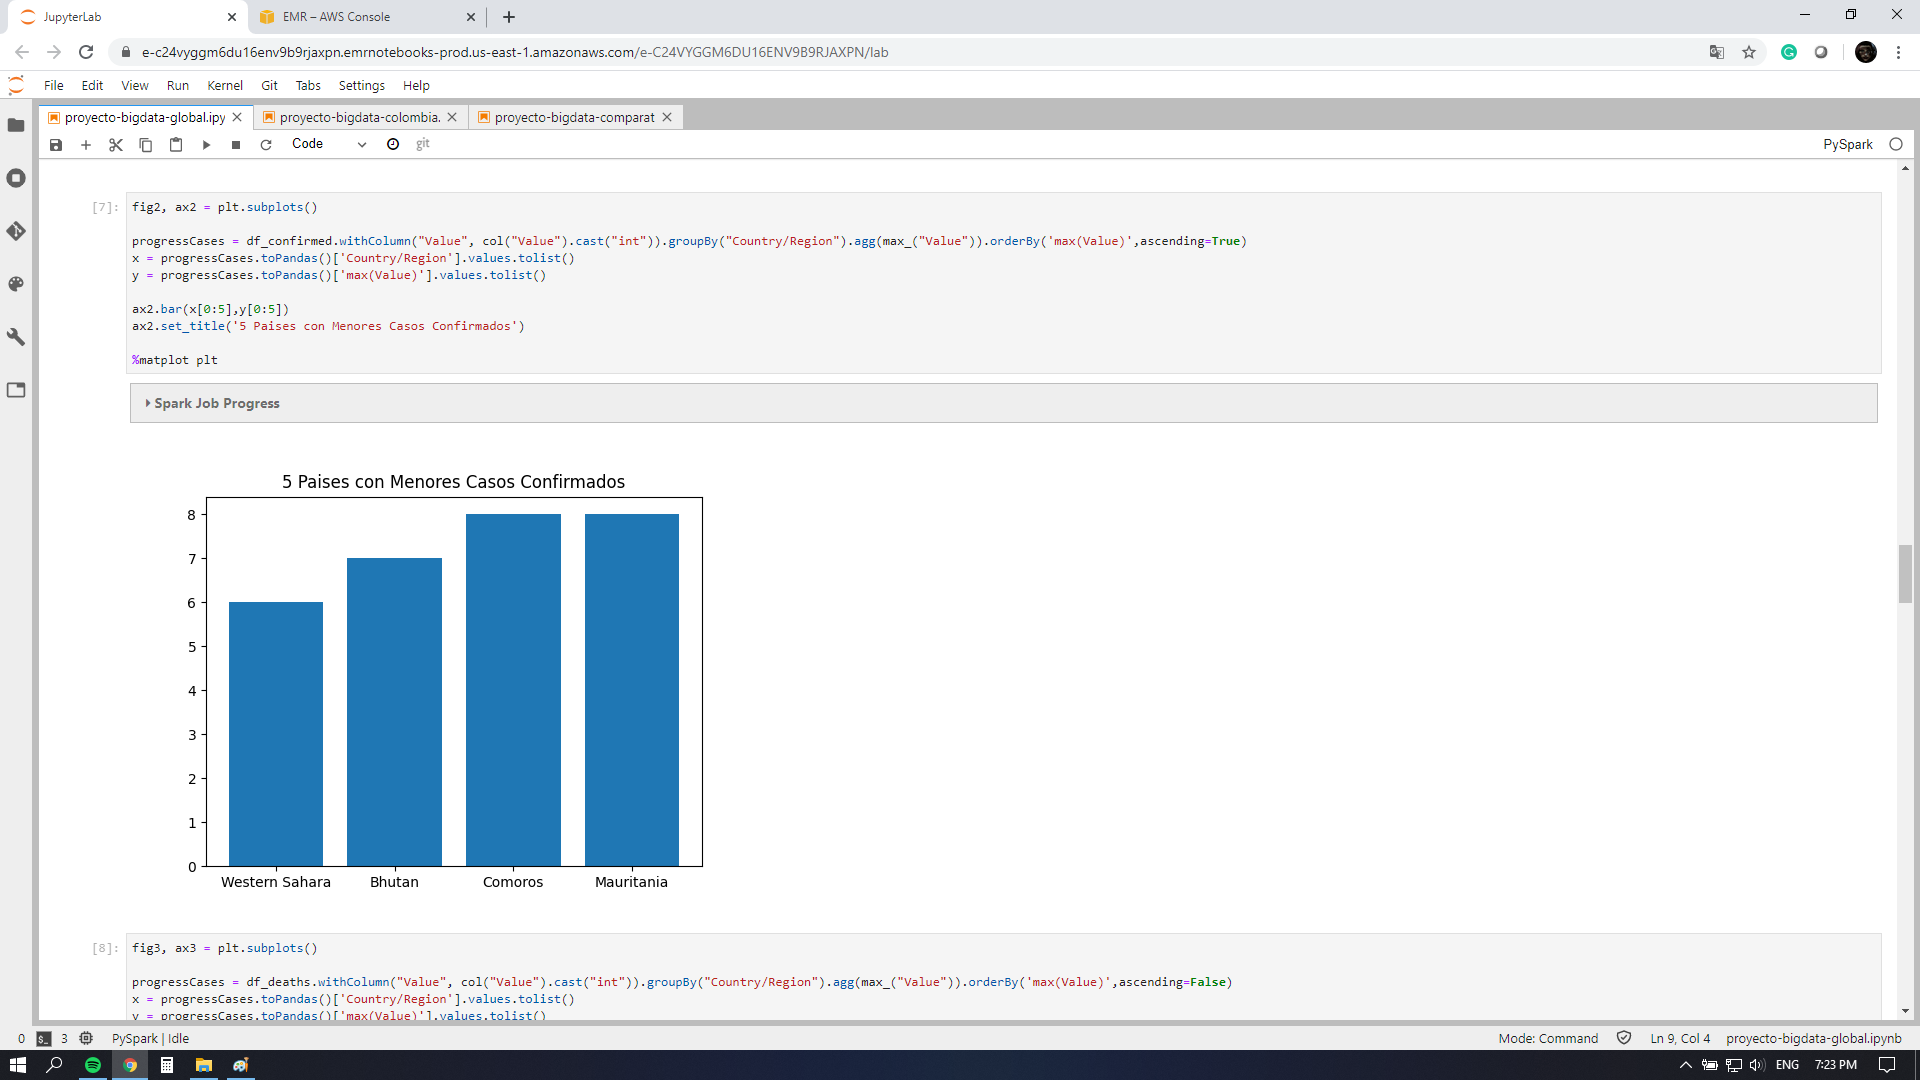 JupyterLab
EMR – AWS Console
e-c24vyggm6du16env9b9rjaxpn.emrnotebooks-prod.us-east-1.amazonaws.com/e-C24VYGGM6DU16ENV9B9RJAXPN/lab
File Edit View Run Kernel Git Tabs Settings Help
proyecto-bigdata-global.ipy
proyecto-bigdata-colombia.
proyecto-bigdata-comparat
Code
git
PySpark
[7]:
fig2, ax2 = plt.subplots()
progressCases = df_confirmed.withColumn("Value", col("Value").cast("int")).groupBy("Country/Region").agg(max_("Value")).orderBy('max(Value)',ascending=True)
x = progressCases.toPandas()['Country/Region'].values.tolist()
y = progressCases.toPandas()['max(Value)'].values.tolist()
ax2.bar(x[0:5],y[0:5])
ax2.set_title('5 Paises con Menores Casos Confirmados')
%matplot plt
Spark Job Progress
5 Paises con Menores Casos Confirmados
8
7
6
5
4
3
2
1
0
Western Sahara Bhutan Comoros Mauritania
[8]:
fig3, ax3 = plt.subplots()
progressCases = df_deaths.withColumn("Value", col("Value").cast("int")).groupBy("Country/Region").agg(max_("Value")).orderBy('max(Value)',ascending=False)
x = progressCases.toPandas()['Country/Region'].values.tolist()
y = progressCases.toPandas()['max(Value)'].values.tolist()
0 3 PySpark | Idle
Mode: Command Ln 9, Col 4 proyecto-bigdata-global.ipynb
ENG 7:23 PM